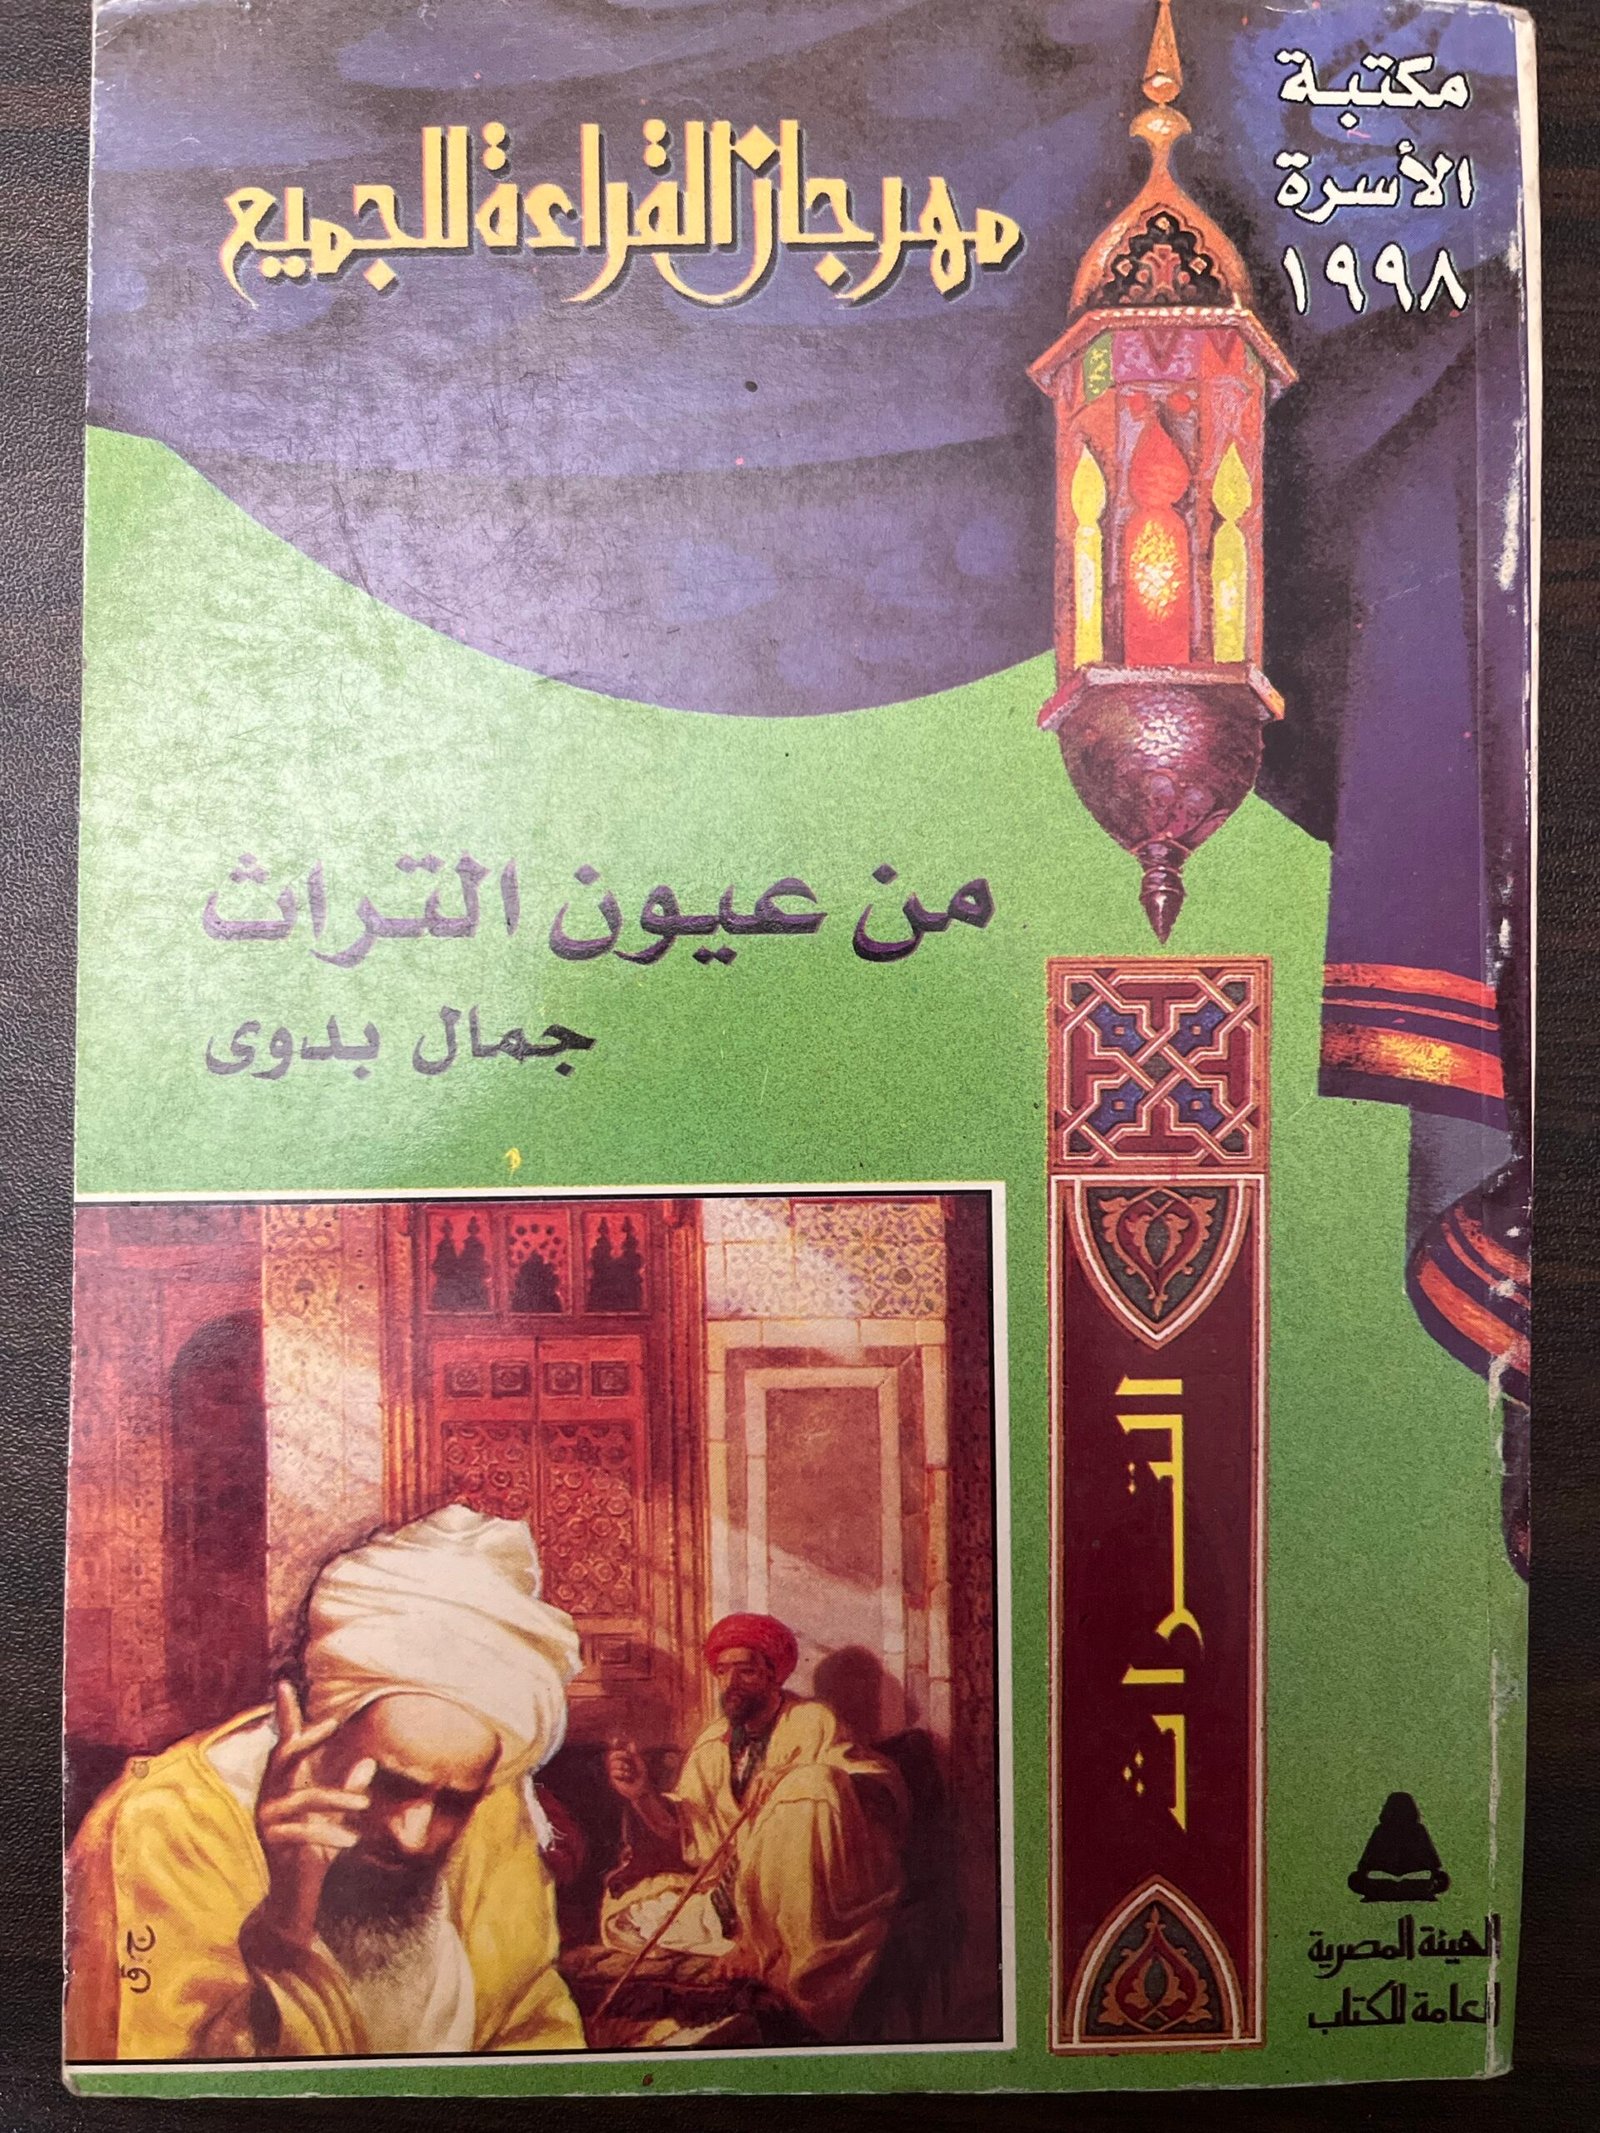 مكتبة
الأسرة
١٩٩٨
مهرجان القراءة للجميع
من عيون التراث
جمال بدوى
التراث
ج.ق
الهيئة المصرية
العامة للكتاب